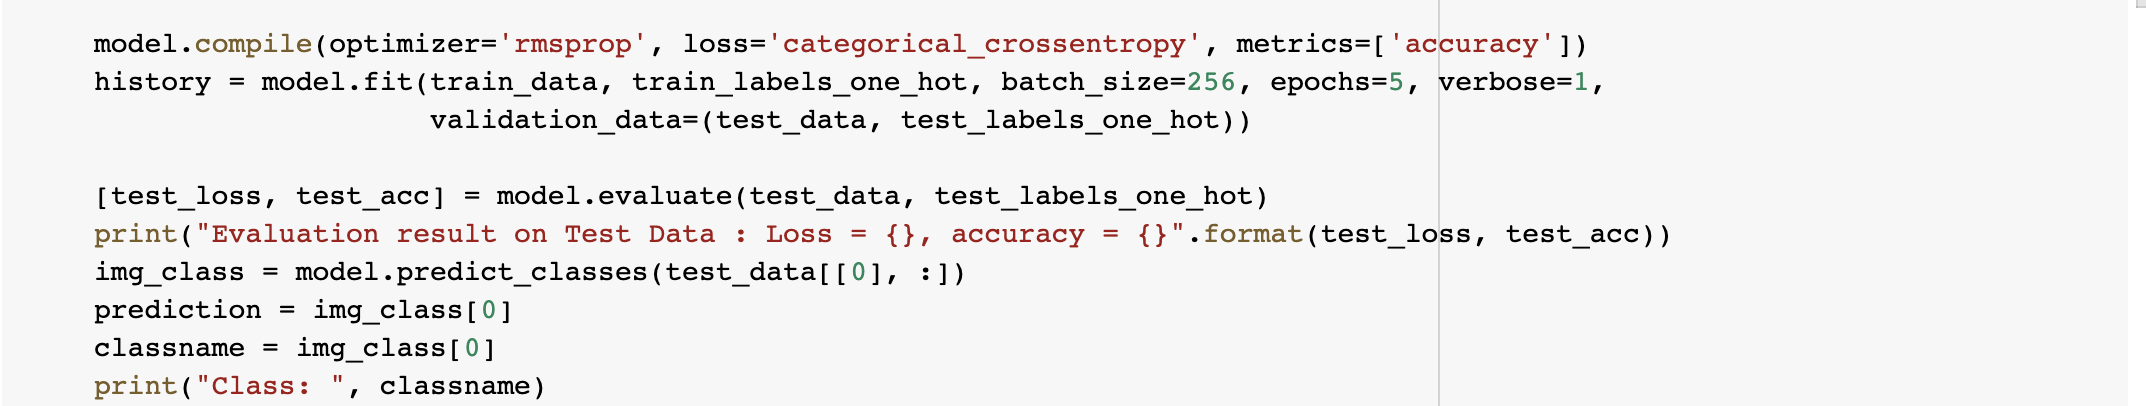 model.compile(optimizer='rmsprop', loss='categorical_crossentropy', metrics=['accuracy'])
history = model.fit(train_data, train_labels_one_hot, batch_size=256, epochs=5, verbose=1,
                    validation_data=(test_data, test_labels_one_hot))
[test_loss, test_acc] = model.evaluate(test_data, test_labels_one_hot)
print("Evaluation result on Test Data : Loss = {}, accuracy = {}".format(test_loss, test_acc))
img_class = model.predict_classes(test_data[[0], :])
prediction = img_class[0]
classname = img_class[0]
print("Class: ", classname)